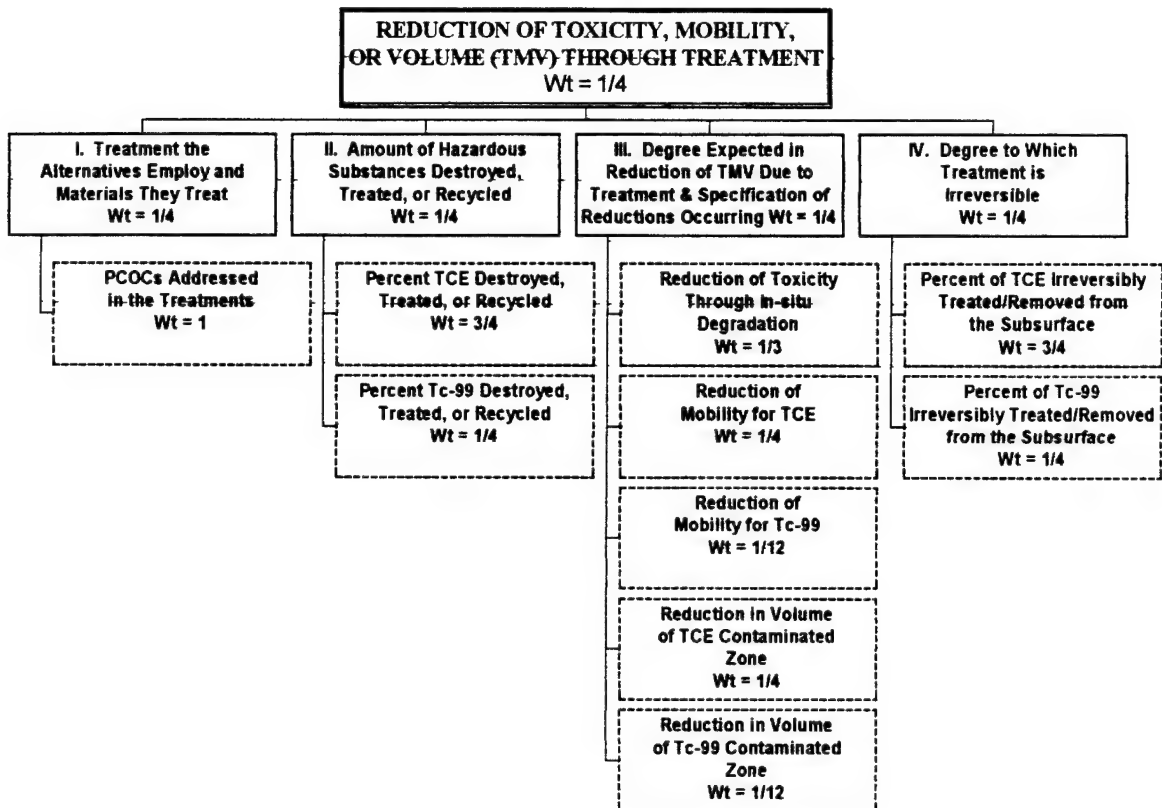 REDUCTION OF TOXICITY, MOBILITY,
OR VOLUME (TMV) THROUGH TREATMENT
Wt = 1/4
I. Treatment the
Alternatives Employ and
Materials They Treat
Wt = 1/4
II. Amount of Hazardous
Substances Destroyed,
Treated, or Recycled
Wt = 1/4
III. Degree Expected in
Reduction of TMV Due to
Treatment & Specification of
Reductions Occurring Wt = 1/4
IV. Degree to Which
Treatment is
Irreversible
Wt = 1/4
PCOCs Addressed
in the Treatments
Wt = 1
Percent TCE Destroyed,
Treated, or Recycled
Wt = 3/4
Percent Tc-99 Destroyed,
Treated, or Recycled
Wt = 1/4
Reduction of Toxicity
Through In-situ
Degradation
Wt = 1/3
Reduction of
Mobility for TCE
Wt = 1/4
Reduction of
Mobility for Tc-99
Wt = 1/12
Reduction in Volume
of TCE Contaminated
Zone
Wt = 1/4
Reduction in Volume
of Tc-99 Contaminated
Zone
Wt = 1/12
Percent of TCE Irreversibly
Treated/Removed from
the Subsurface
Wt = 3/4
Percent of Tc-99
Irreversibly Treated/Removed
from the Subsurface
Wt = 1/4